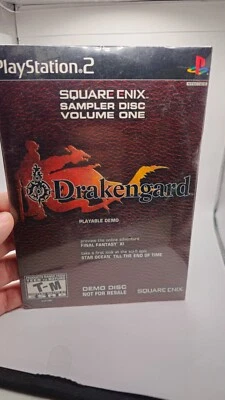 PlayStation 2
SQUARE ENIX
SAMPLER DISC
VOLUME ONE
Drakengard
PLAYABLE DEMO
FINAL FANTASY XI
STAR OCEAN TILL THE END OF TIME
T-M
ESRB
DEMO DISC
NOT FOR RESALE
SQUARE ENIX